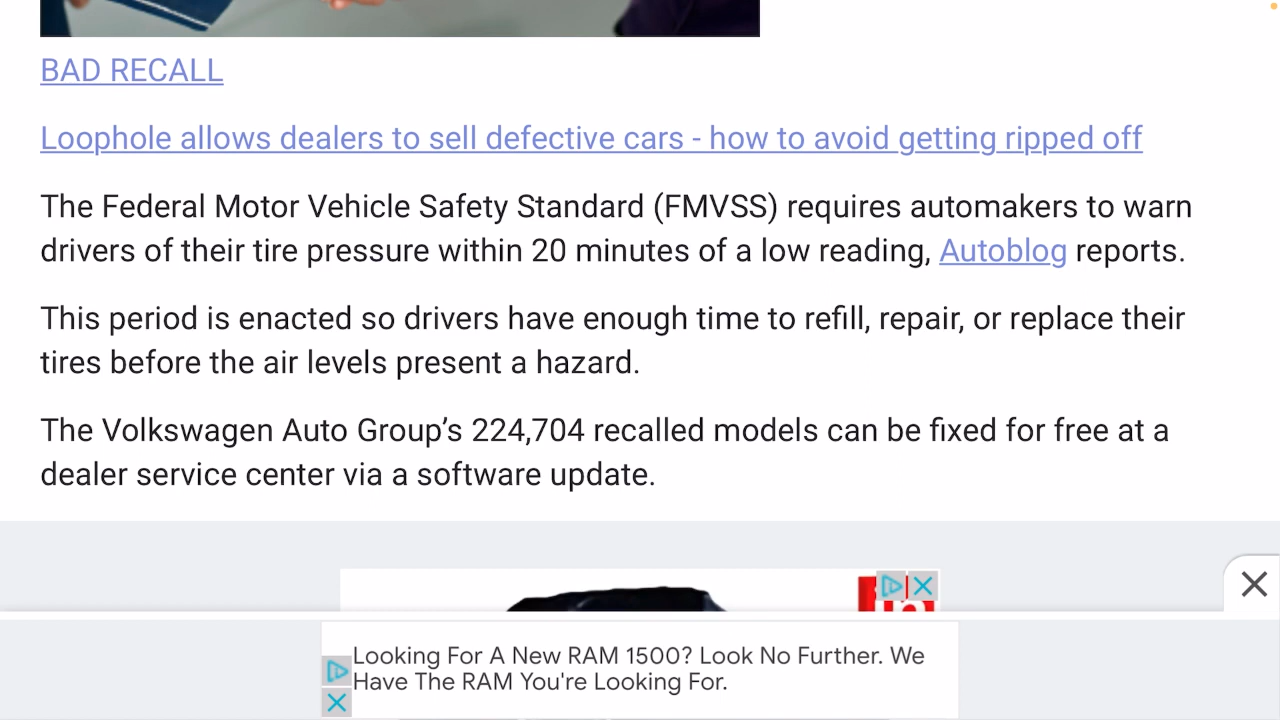 BAD RECALL
Loophole allows dealers to sell defective cars - how to avoid getting ripped off
The Federal Motor Vehicle Safety Standard (FMVSS) requires automakers to warn
drivers of their tire pressure within 20 minutes of a low reading, Autoblog reports.
This period is enacted so drivers have enough time to refill, repair, or replace their
tires before the air levels present a hazard.
The Volkswagen Auto Group’s 224,704 recalled models can be fixed for free at a
dealer service center via a software update.
Looking For A New RAM 1500? Look No Further. We
Have The RAM You're Looking For.